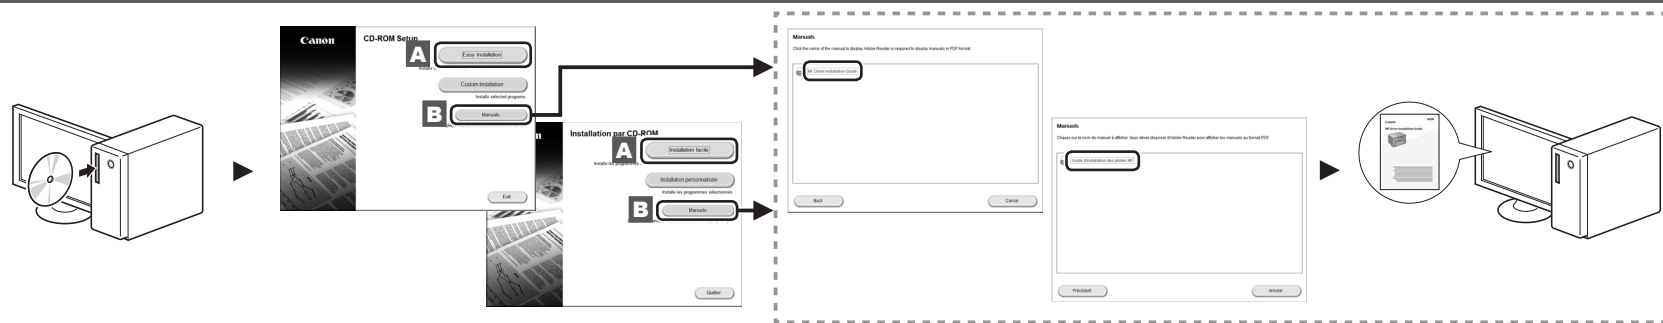 Canon
CD-ROM Setup
A
Easy Installation
Installs t
Custom Installation
Installs selected programs
B
Manuals
Exit
Installation par CD-ROM
A
Installation facile
Installe les programmes
Installation personnalisée
Installe les programmes sélectionnés
B
Manuels
Quitter
Manuals
Click the name of the manual to display. Adobe Reader is required to display manuals in PDF format.
MF Driver Installation Guide
Back
Cancel
Manuels
Cliquez sur le nom du manuel à afficher. Vous devez disposer d'Adobe Reader pour afficher les manuels au format PDF.
Guide d'installation des pilotes MF
Précédent
Annuler
Canon
MF Driver Installation Guide